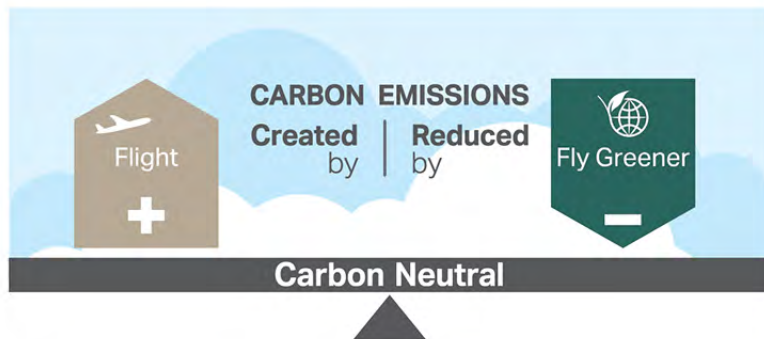 CARBON EMISSIONS
Created | Reduced
by | by
Flight
+
Fly Greener
-
Carbon Neutral